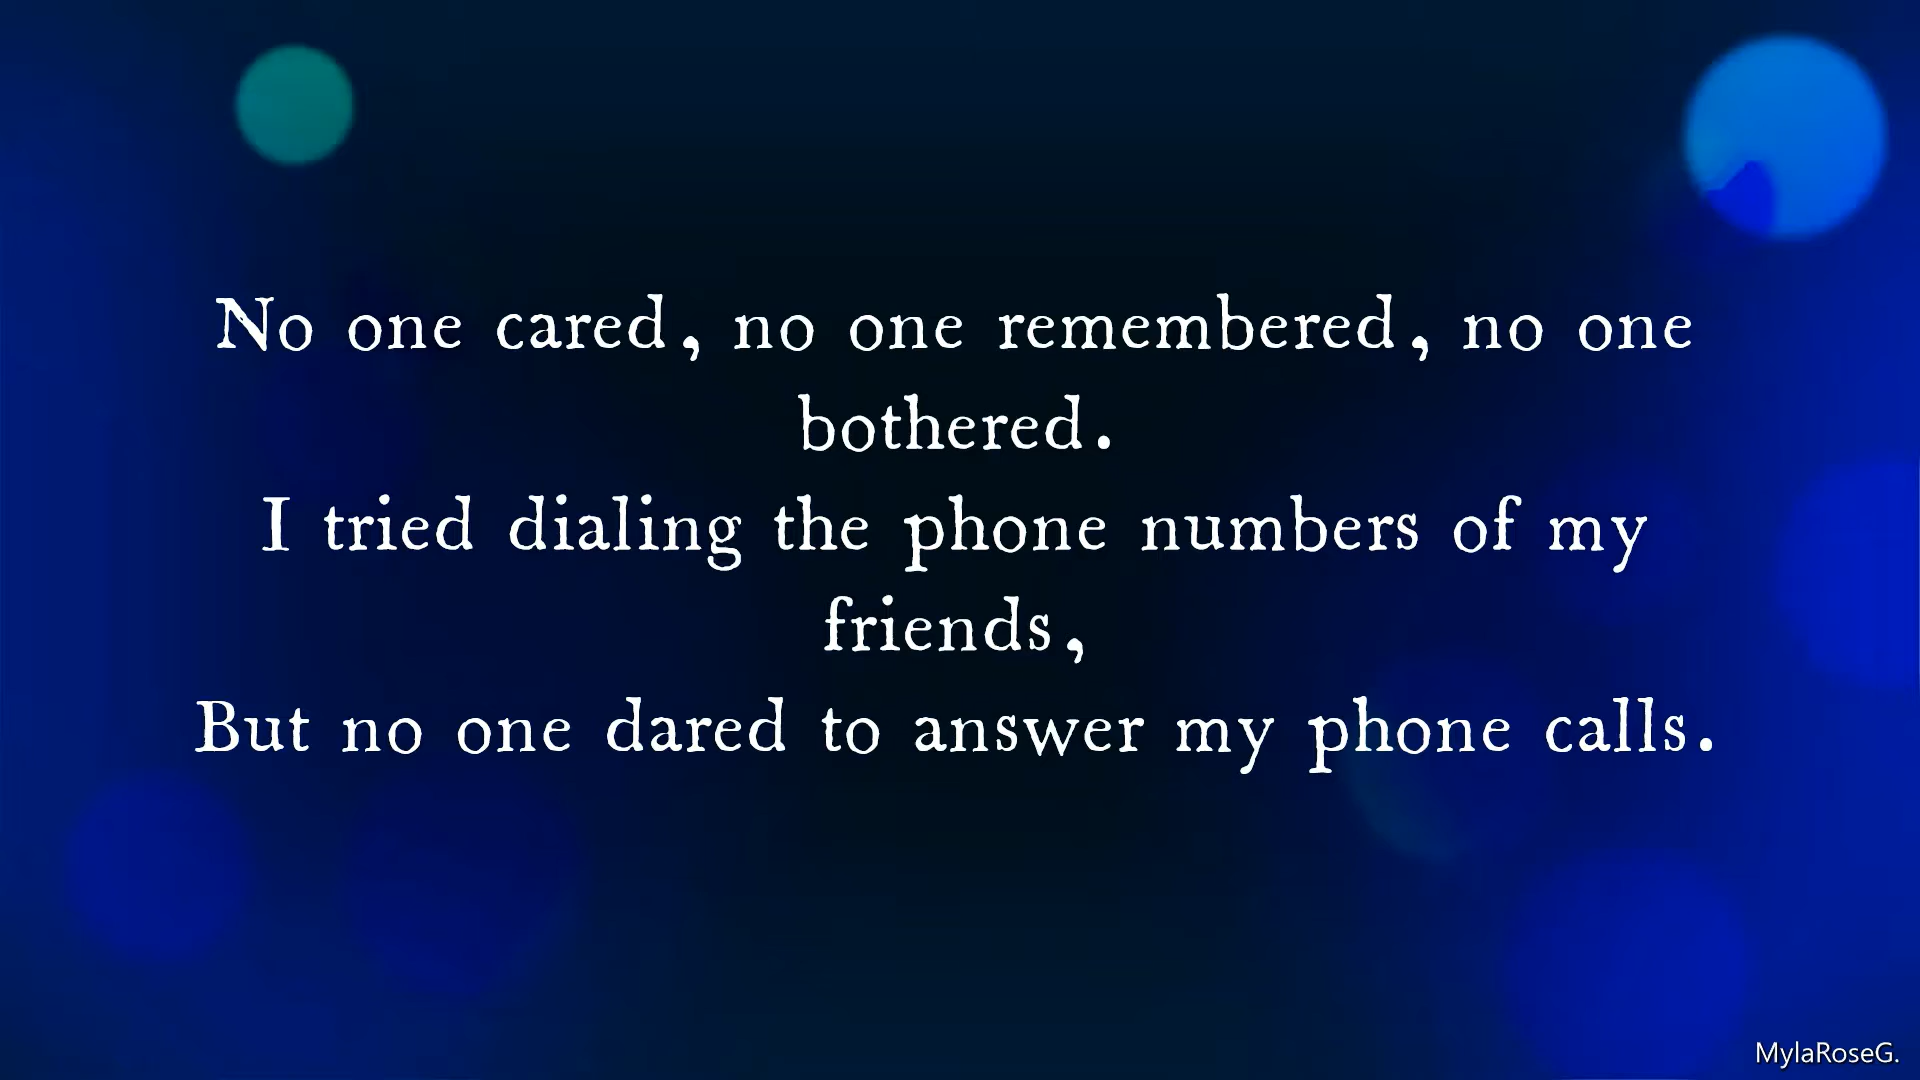 No one cared, no one remembered, no one
bothered.
I tried dialing the phone numbers of my
friends,
But no one dared to answer my phone calls.
MylaRoseG.